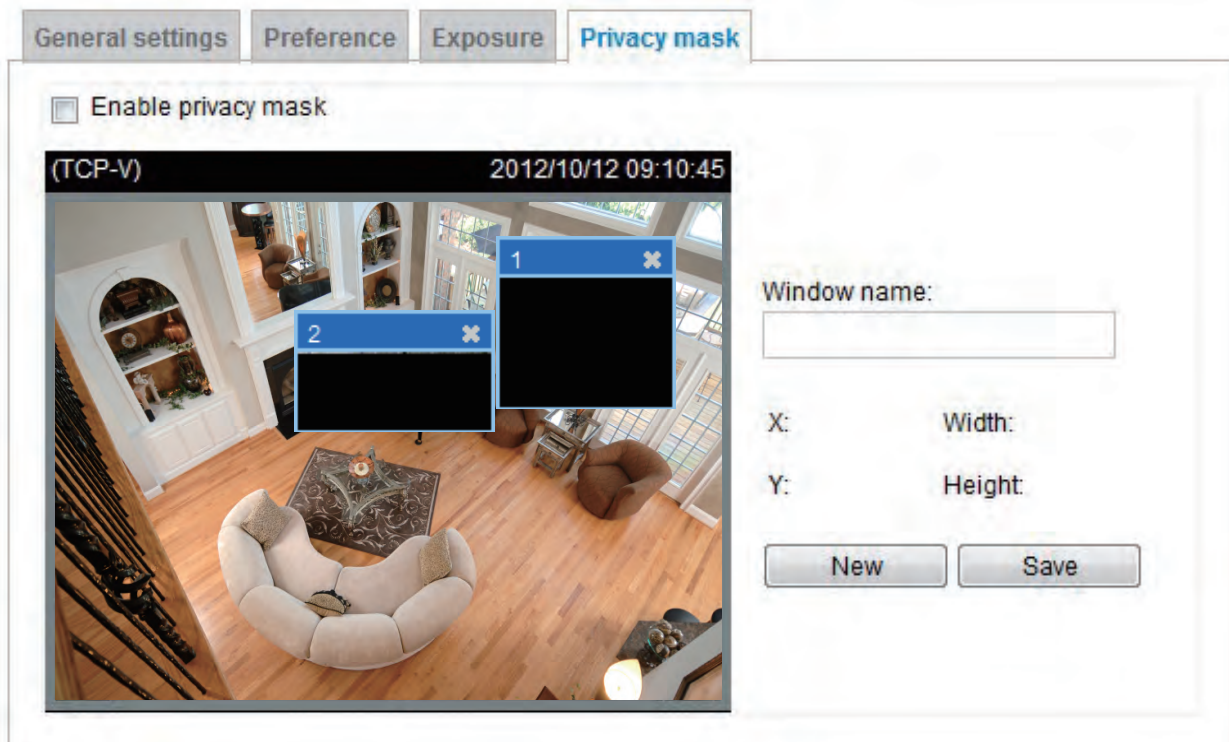 General settings Preference Exposure Privacy mask
Enable privacy mask
(TCP-V) 2012/10/12 09:10:45
1
2
Window name:
X: Width:
Y: Height:
New Save